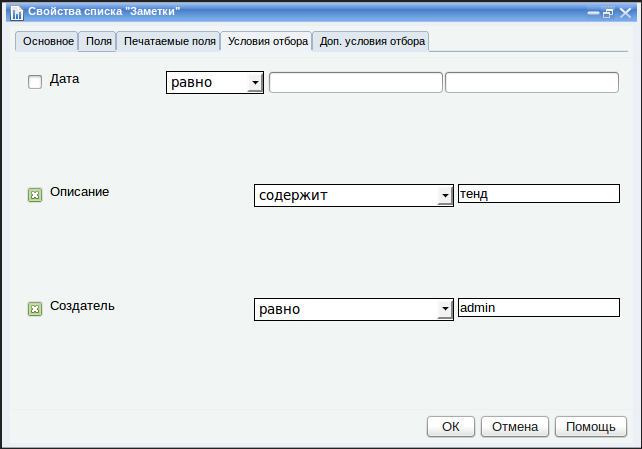 Свойства списка "Заметки"
Основное Поля Печатаемые поля Условия отбора Доп. условия отбора
Дата равно
Описание содержит тенд
Создатель равно admin
ОК Отмена Помощь